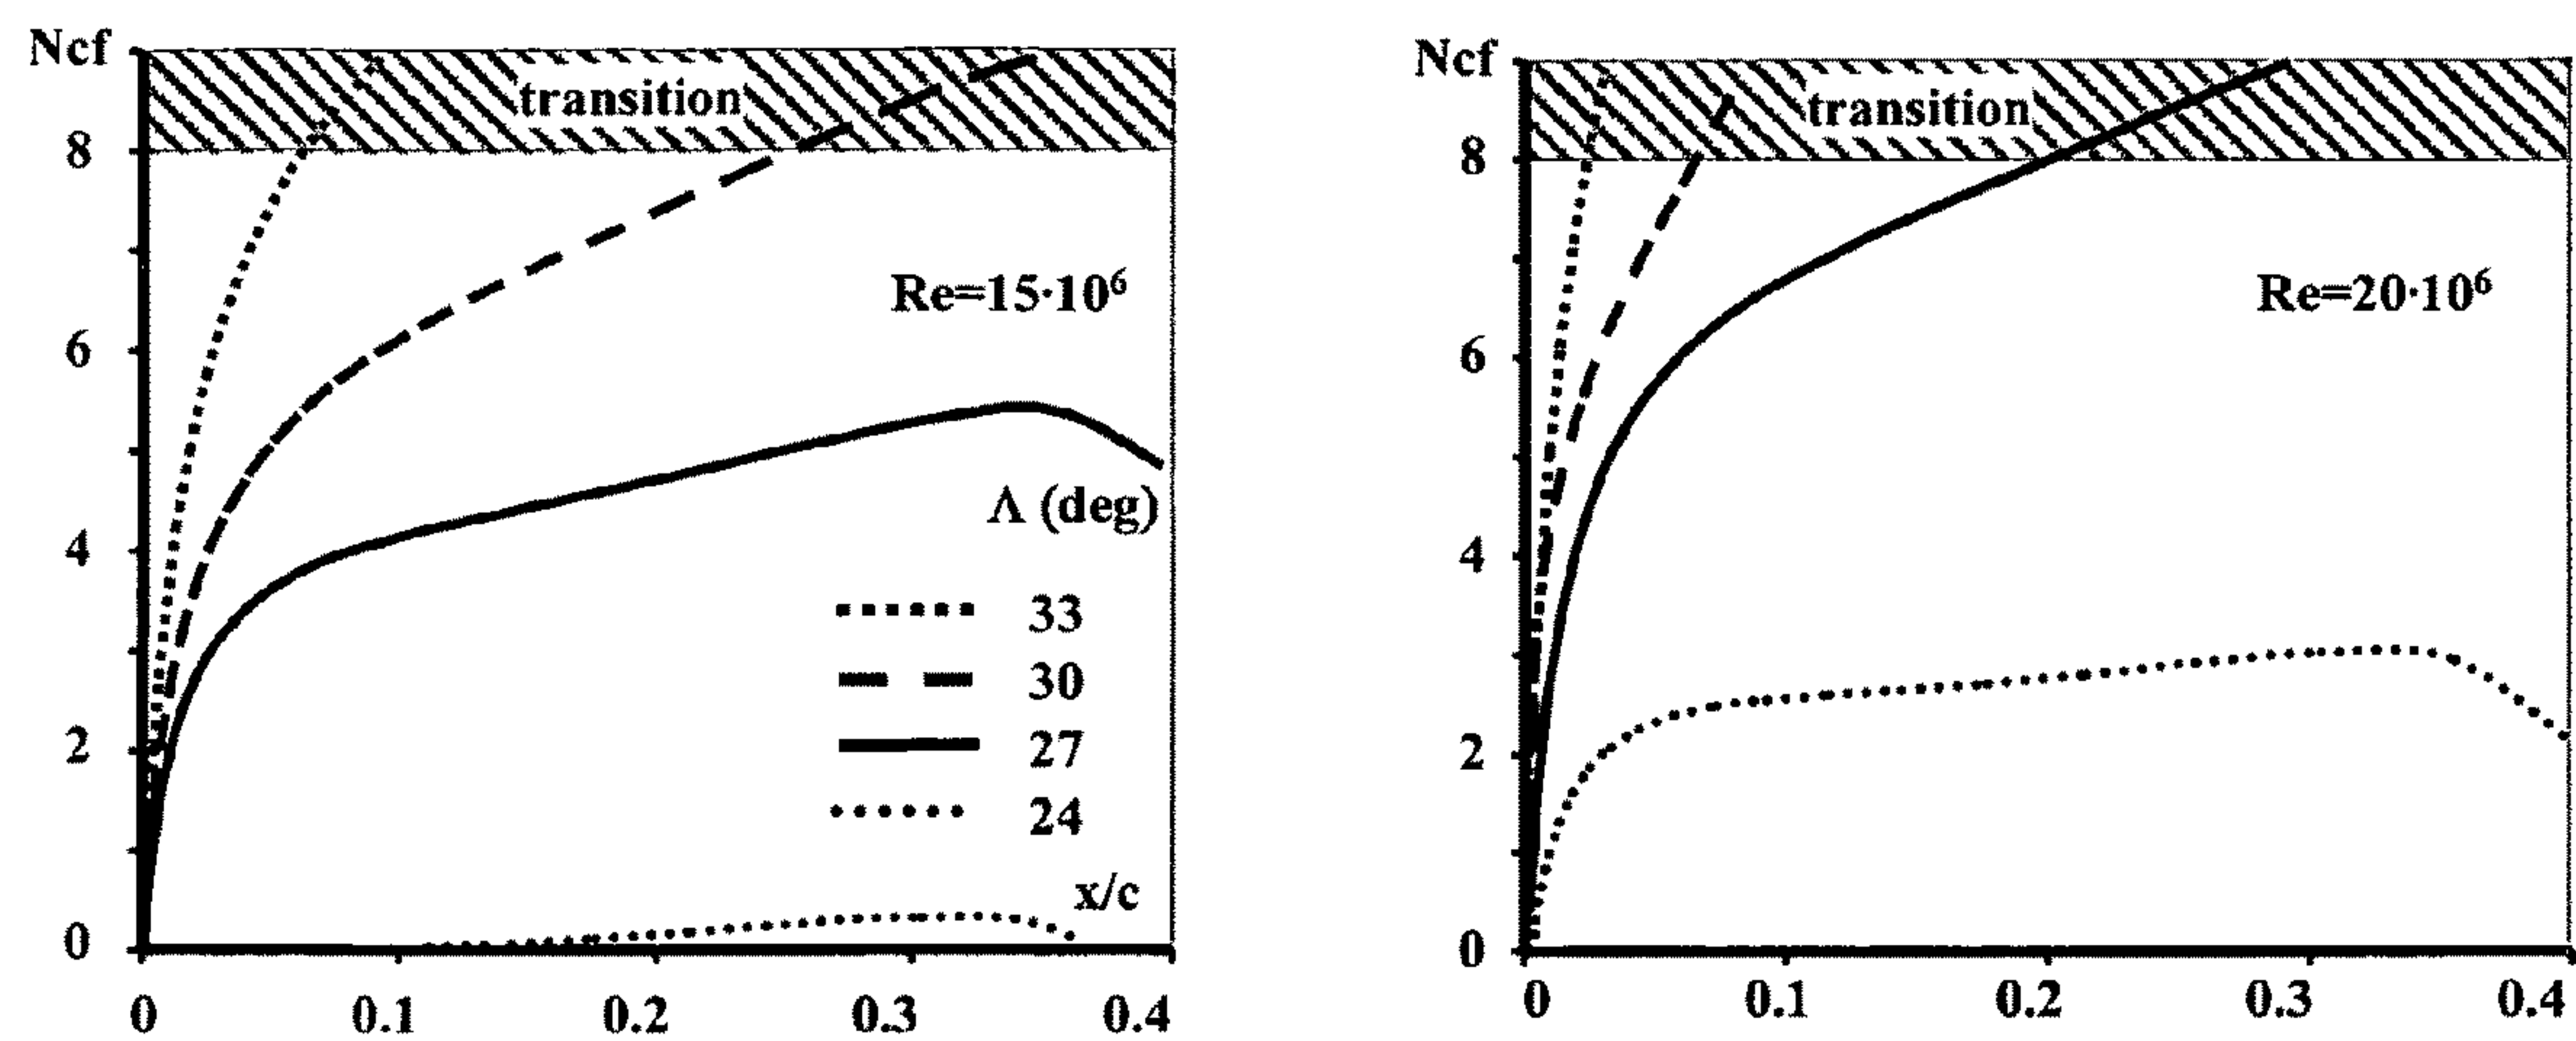 Ncf
transition
8
Re=15·10⁶
6
Λ (deg)
4
33
30
2
27
24
x/c
0
0 0.1 0.2 0.3 0.4
Ncf
transition
8
Re=20·10⁶
6
4
2
0
0 0.1 0.2 0.3 0.4